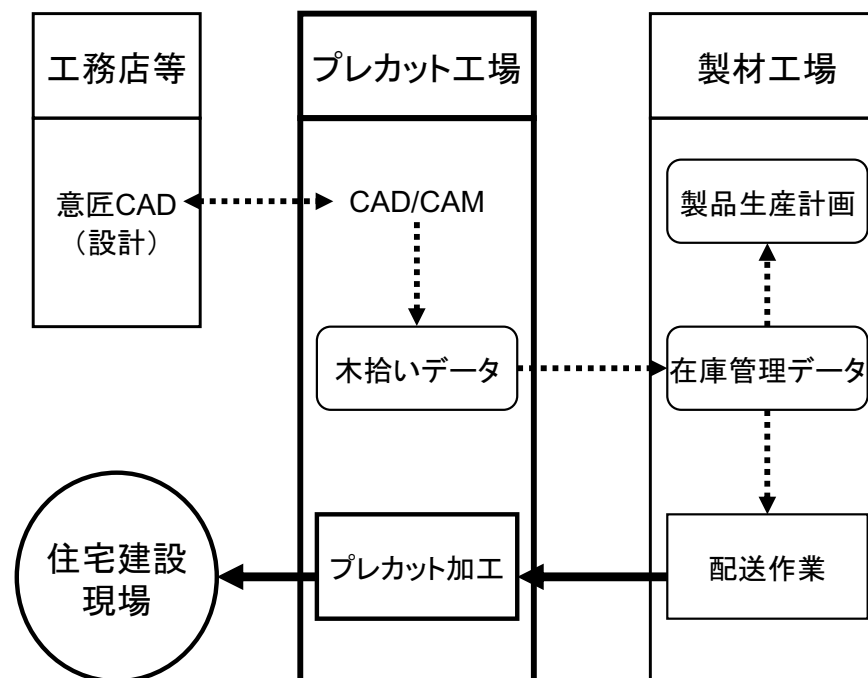 工務店等
プレカット工場
製材工場
意匠CAD
（設計）
CAD/CAM
製品生産計画
木拾いデータ
在庫管理データ
住宅建設
現場
プレカット加工
配送作業